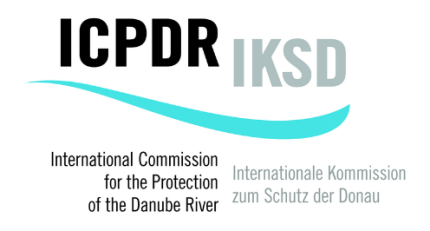 ICPDR IKSD
International Commission
for the Protection
of the Danube River
Internationale Kommission
zum Schutz der Donau